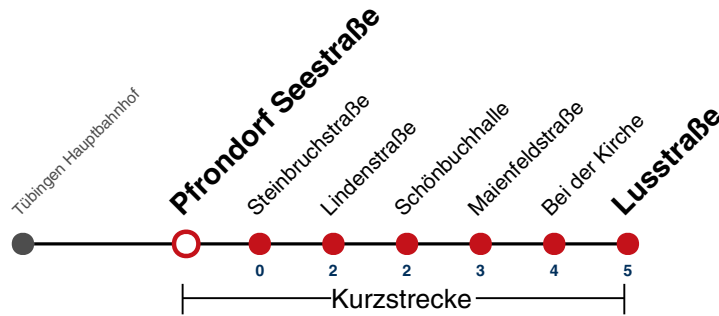 Tübingen Hauptbahnhof
Pfrondorf Seestraße
Steinbruchstraße
Lindenstraße
Schönbuchhalle
Maienfeldstraße
Bei der Kirche
Lusstraße
0 2 2 3 4 5
Kurzstrecke